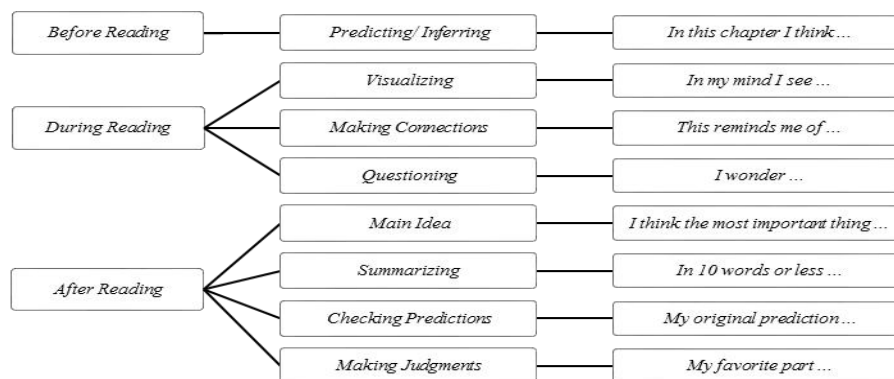 Before Reading
Predicting/ Inferring
In this chapter I think ...
Visualizing
In my mind I see ...
During Reading
Making Connections
This reminds me of ...
Questioning
I wonder ...
Main Idea
I think the most important thing ...
After Reading
Summarizing
In 10 words or less ...
Checking Predictions
My original prediction ...
Making Judgments
My favorite part ...